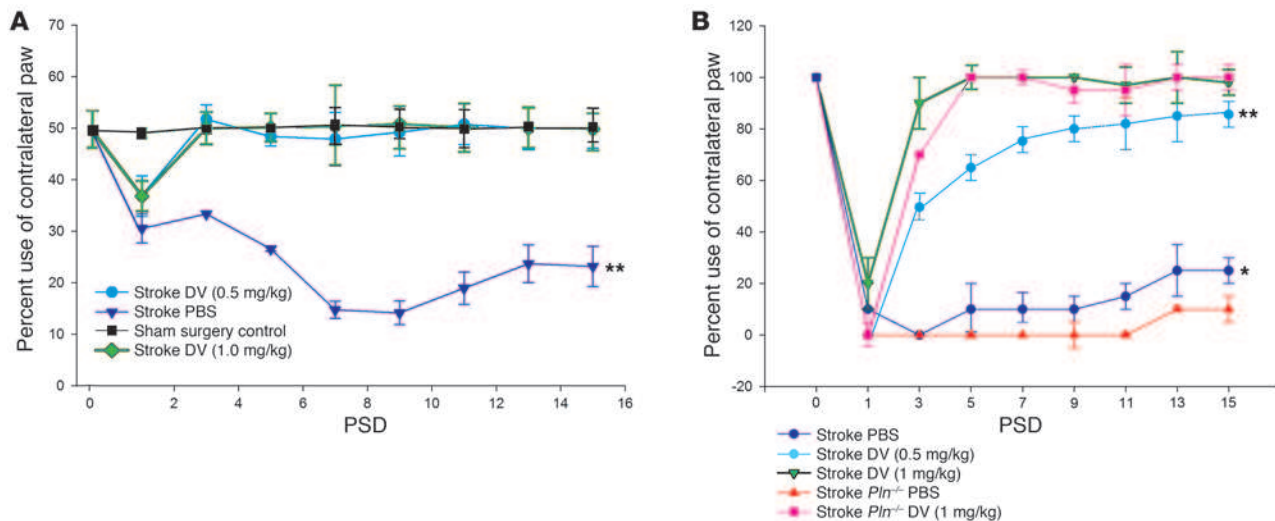 A
Percent use of contralateral paw
70
60
50
40
30
20
10
0
0 2 4 6 8 10 12 14 16
PSD
**
Stroke DV (0.5 mg/kg)
Stroke PBS
Sham surgery control
Stroke DV (1.0 mg/kg)
B
Percent use of contralateral paw
120
100
80
60
40
20
0
-20
0 1 3 5 7 9 11 13 15
PSD
**
*
Stroke PBS
Stroke DV (0.5 mg/kg)
Stroke DV (1 mg/kg)
Stroke Pln⁻/⁻ PBS
Stroke Pln⁻/⁻ DV (1 mg/kg)